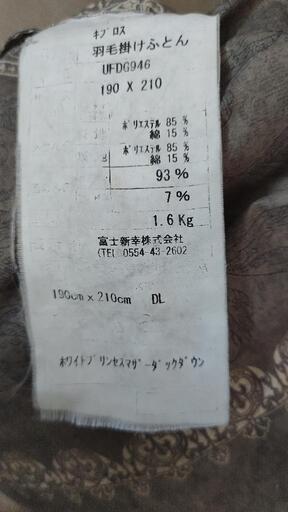 キプロス
羽毛掛けふとん
UFDG946
190 X 210
ポリエステル 85 %
綿 15 %
ポリエステル 85 %
綿 15 %
93 %
7 %
1.6 Kg
富士新幸株式会社
(TEL 0554-43-2602
190cm x 210cm DL
ホワイトプリンセスマザーダックダウン